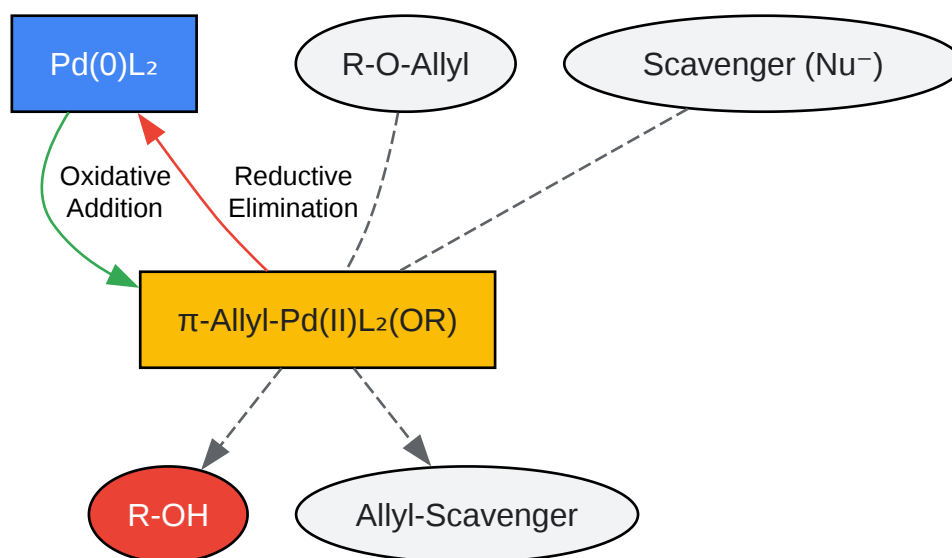 Pd(0)L₂
R-O-Allyl
Scavenger (Nu⁻)
Oxidative
Addition
Reductive
Elimination
π-Allyl-Pd(II)L₂(OR)
R-OH
Allyl-Scavenger